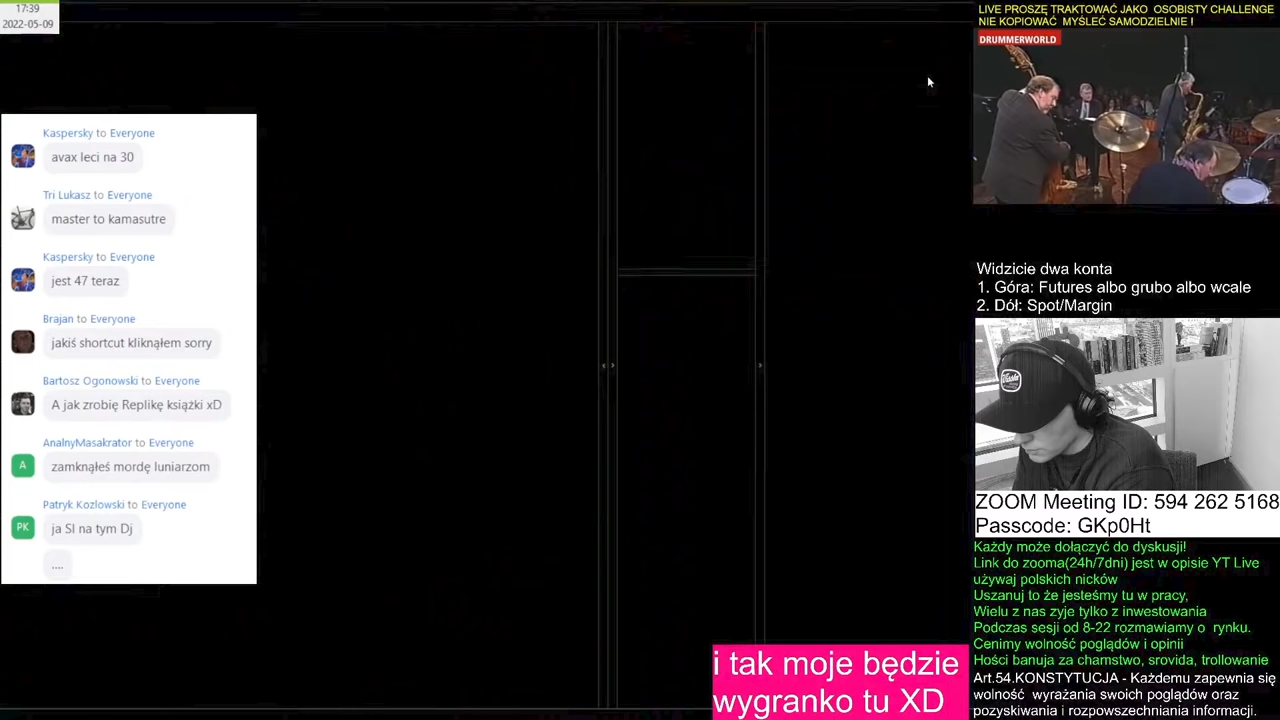 17:39
2022-05-09
Kaspersky to Everyone
avax leci na 30
Tri Lukasz to Everyone
master to kamasutre
Kaspersky to Everyone
jest 47 teraz
Brajan to Everyone
jakiś shortcut kliknąłem sorry
Bartosz Ogonowski to Everyone
A jak zrobię Replikę książki xD
AnalnyMasakrator to Everyone
A
zamknąłeś mordę luniarzom
Patryk Kozlowski to Everyone
PK
ja Sl na tym Dj
....
i tak moje będzie
wygranko tu XD
LIVE PROSZĘ TRAKTOWAĆ JAKO OSOBISTY CHALLENGE
NIE KOPIOWAĆ MYŚLEĆ SAMODZIELNIE !
DRUMMERWORLD
Widzicie dwa konta
1. Góra: Futures albo grubo albo wcale
2. Dół: Spot/Margin
ZOOM Meeting ID: 594 262 5168
Passcode: GKp0Ht
Każdy może dołączyć do dyskusji!
Link do zooma(24h/7dni) jest w opisie YT Live
używaj polskich nicków
Uszanuj to że jesteśmy tu w pracy,
Wielu z nas zyje tylko z inwestowania
Podczas sesji od 8-22 rozmawiamy o rynku.
Cenimy wolność poglądów i opinii
Hości banuja za chamstwo, srovida, trollowanie
Art.54.KONSTYTUCJA - Każdemu zapewnia się
wolność wyrażania swoich poglądów oraz
pozyskiwania i rozpowszechniania informacji.